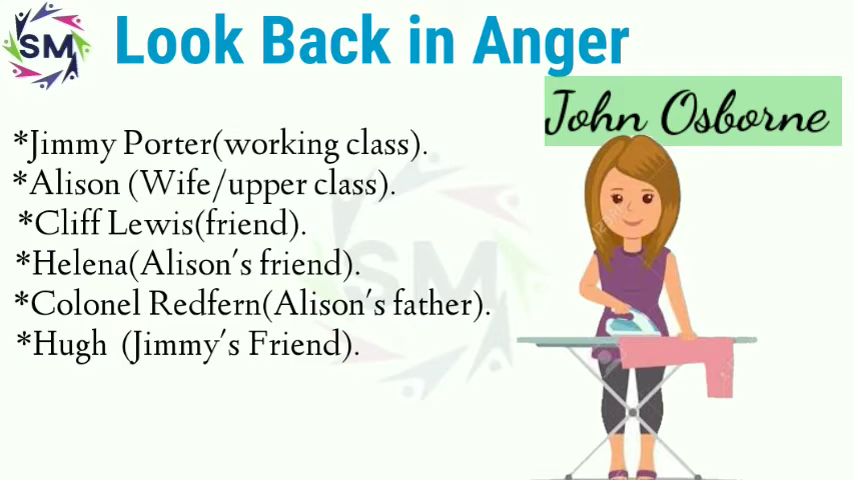 SM
Look Back in Anger
John Osborne
*Jimmy Porter(working class).
*Alison (Wife/upper class).
*Cliff Lewis(friend).
*Helena(Alison's friend).
*Colonel Redfern(Alison's father).
*Hugh (Jimmy's Friend).
SM